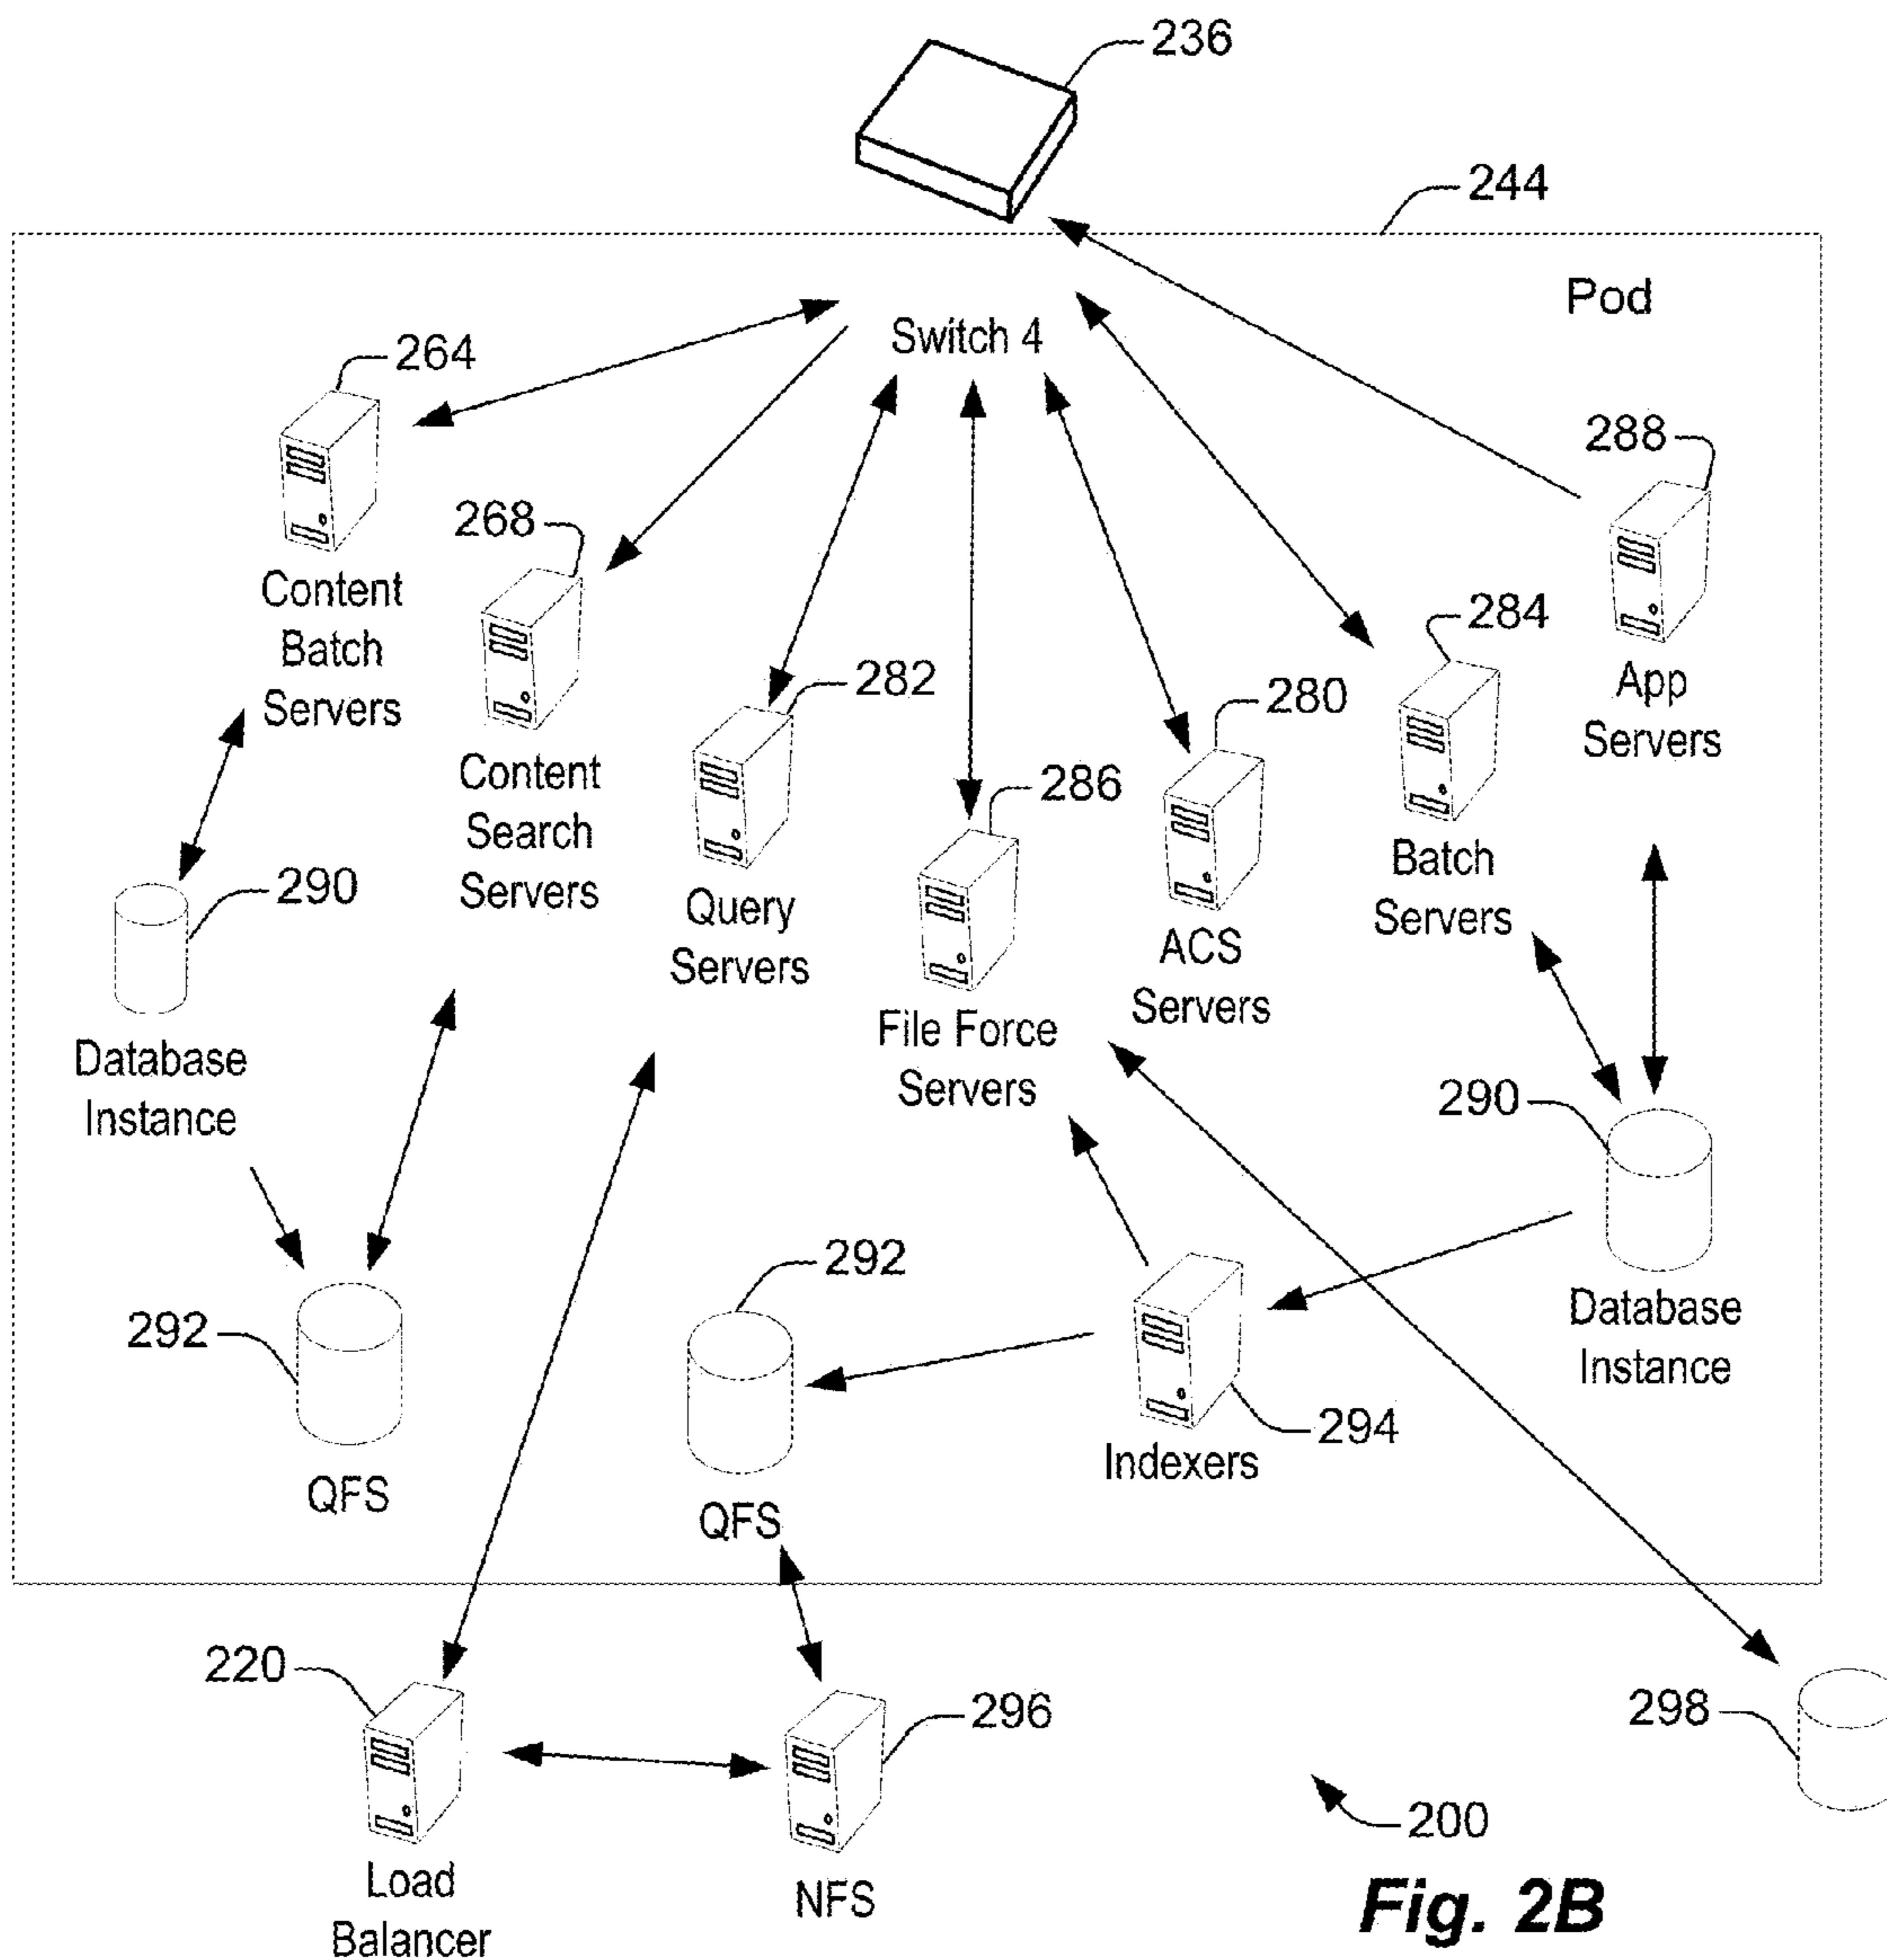 236
244
Pod
Switch 4
264
288
268
Content
Batch
Servers
284
App
Servers
282
280
Content
Search
Servers
286
Batch
Servers
290
Query
Servers
ACS
Servers
File Force
Servers
Database
Instance
290
292
292
Database
Instance
294
Indexers
QFS
QFS
220
296
298
200
Load
Balancer
NFS
Fig. 2B